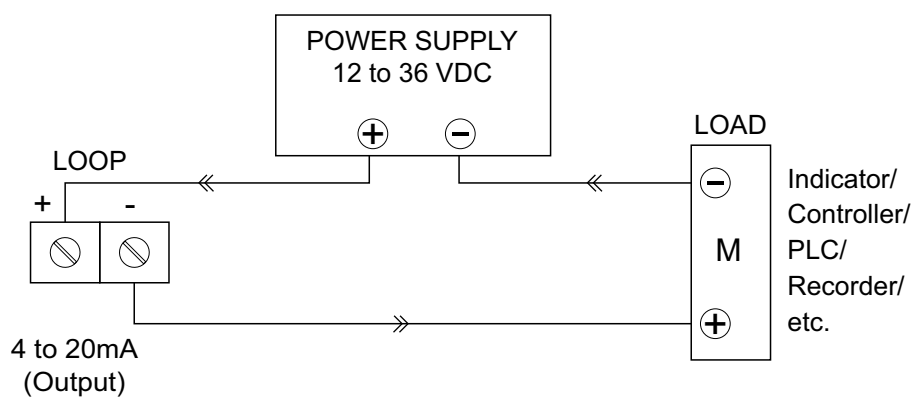 POWER SUPPLY
12 to 36 VDC
+ −
LOAD
LOOP
+ -
−
M
+
Indicator/
Controller/
PLC/
Recorder/
etc.
4 to 20mA
(Output)